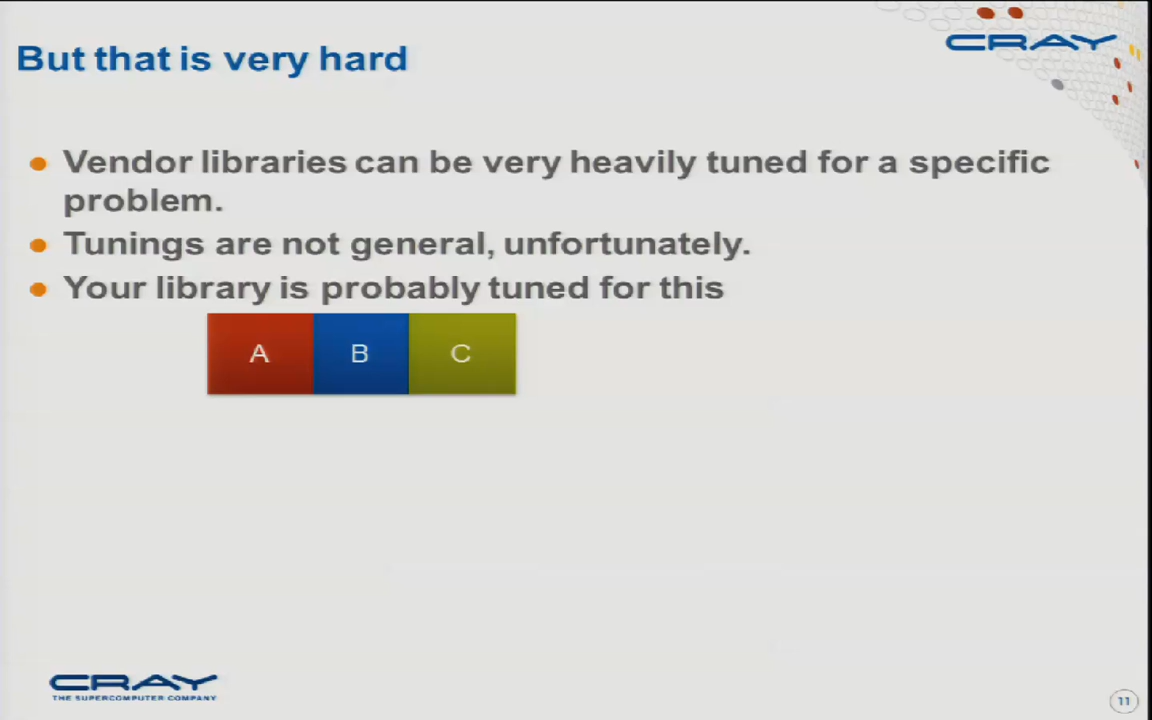 But that is very hard
CRAY
Vendor libraries can be very heavily tuned for a specific
problem.
Tunings are not general, unfortunately.
Your library is probably tuned for this
A B C
CRAY
THE SUPERCOMPUTER COMPANY
11